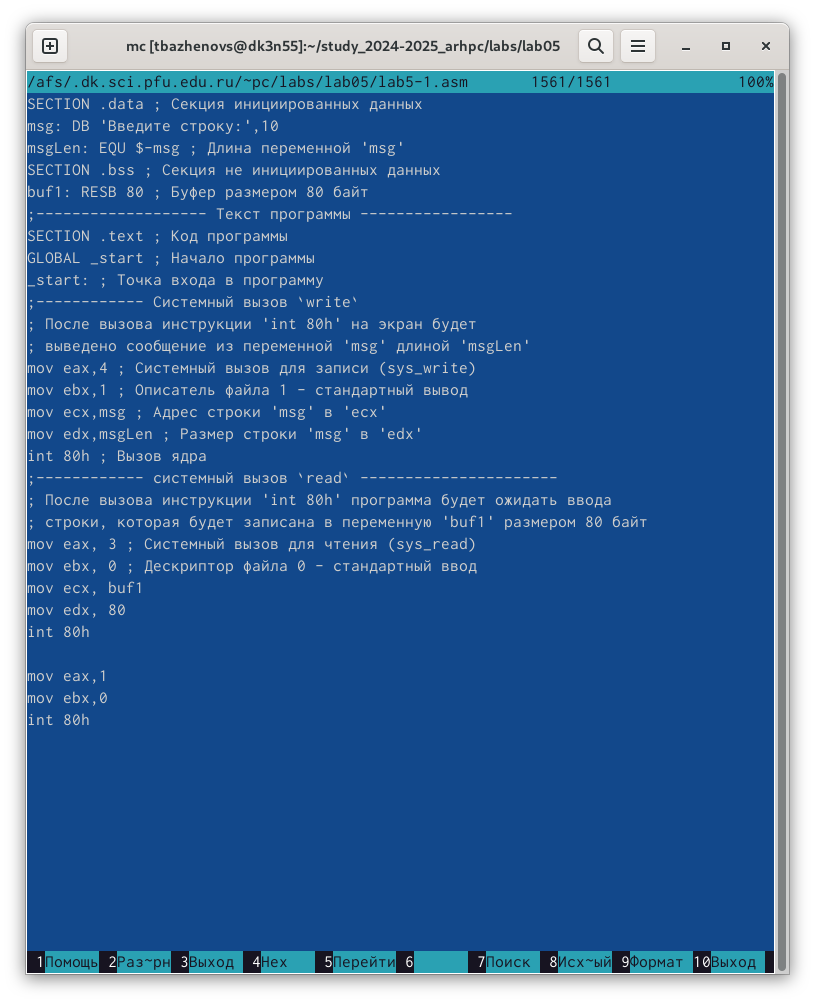 mc [tbazhenovs@dk3n55]:~/study_2024-2025_arhpc/labs/lab05
/afs/.dk.sci.pfu.edu.ru/~pc/labs/lab05/lab5-1.asm 1561/1561 100%
SECTION .data ; Секция инициированных данных
msg: DB 'Введите строку:',10
msgLen: EQU $-msg ; Длина переменной 'msg'
SECTION .bss ; Секция не инициированных данных
buf1: RESB 80 ; Буфер размером 80 байт
;------------------- Текст программы -----------------
SECTION .text ; Код программы
GLOBAL _start ; Начало программы
_start: ; Точка входа в программу
;------------ Системный вызов `write`
; После вызова инструкции 'int 80h' на экран будет
; выведено сообщение из переменной 'msg' длиной 'msgLen'
mov eax,4 ; Системный вызов для записи (sys_write)
mov ebx,1 ; Описатель файла 1 - стандартный вывод
mov ecx,msg ; Адрес строки 'msg' в 'ecx'
mov edx,msgLen ; Размер строки 'msg' в 'edx'
int 80h ; Вызов ядра
;------------ системный вызов `read` ----------------------
; После вызова инструкции 'int 80h' программа будет ожидать ввода
; строки, которая будет записана в переменную 'buf1' размером 80 байт
mov eax, 3 ; Системный вызов для чтения (sys_read)
mov ebx, 0 ; Дескриптор файла 0 - стандартный ввод
mov ecx, buf1
mov edx, 80
int 80h
mov eax,1
mov ebx,0
int 80h
1Помощь 2Раз~рн 3Выход 4Hex 5Перейти 6 7Поиск 8Исх~ый 9Формат 10Выход